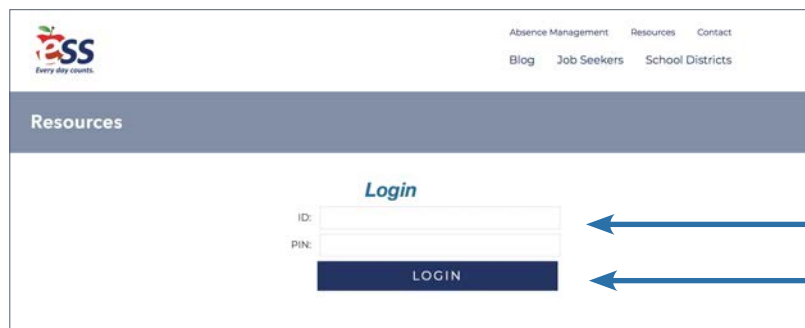 Absence Management Resources Contact
ess
Every day counts.
Blog Job Seekers School Districts
Resources
Login
ID:
PIN:
LOGIN